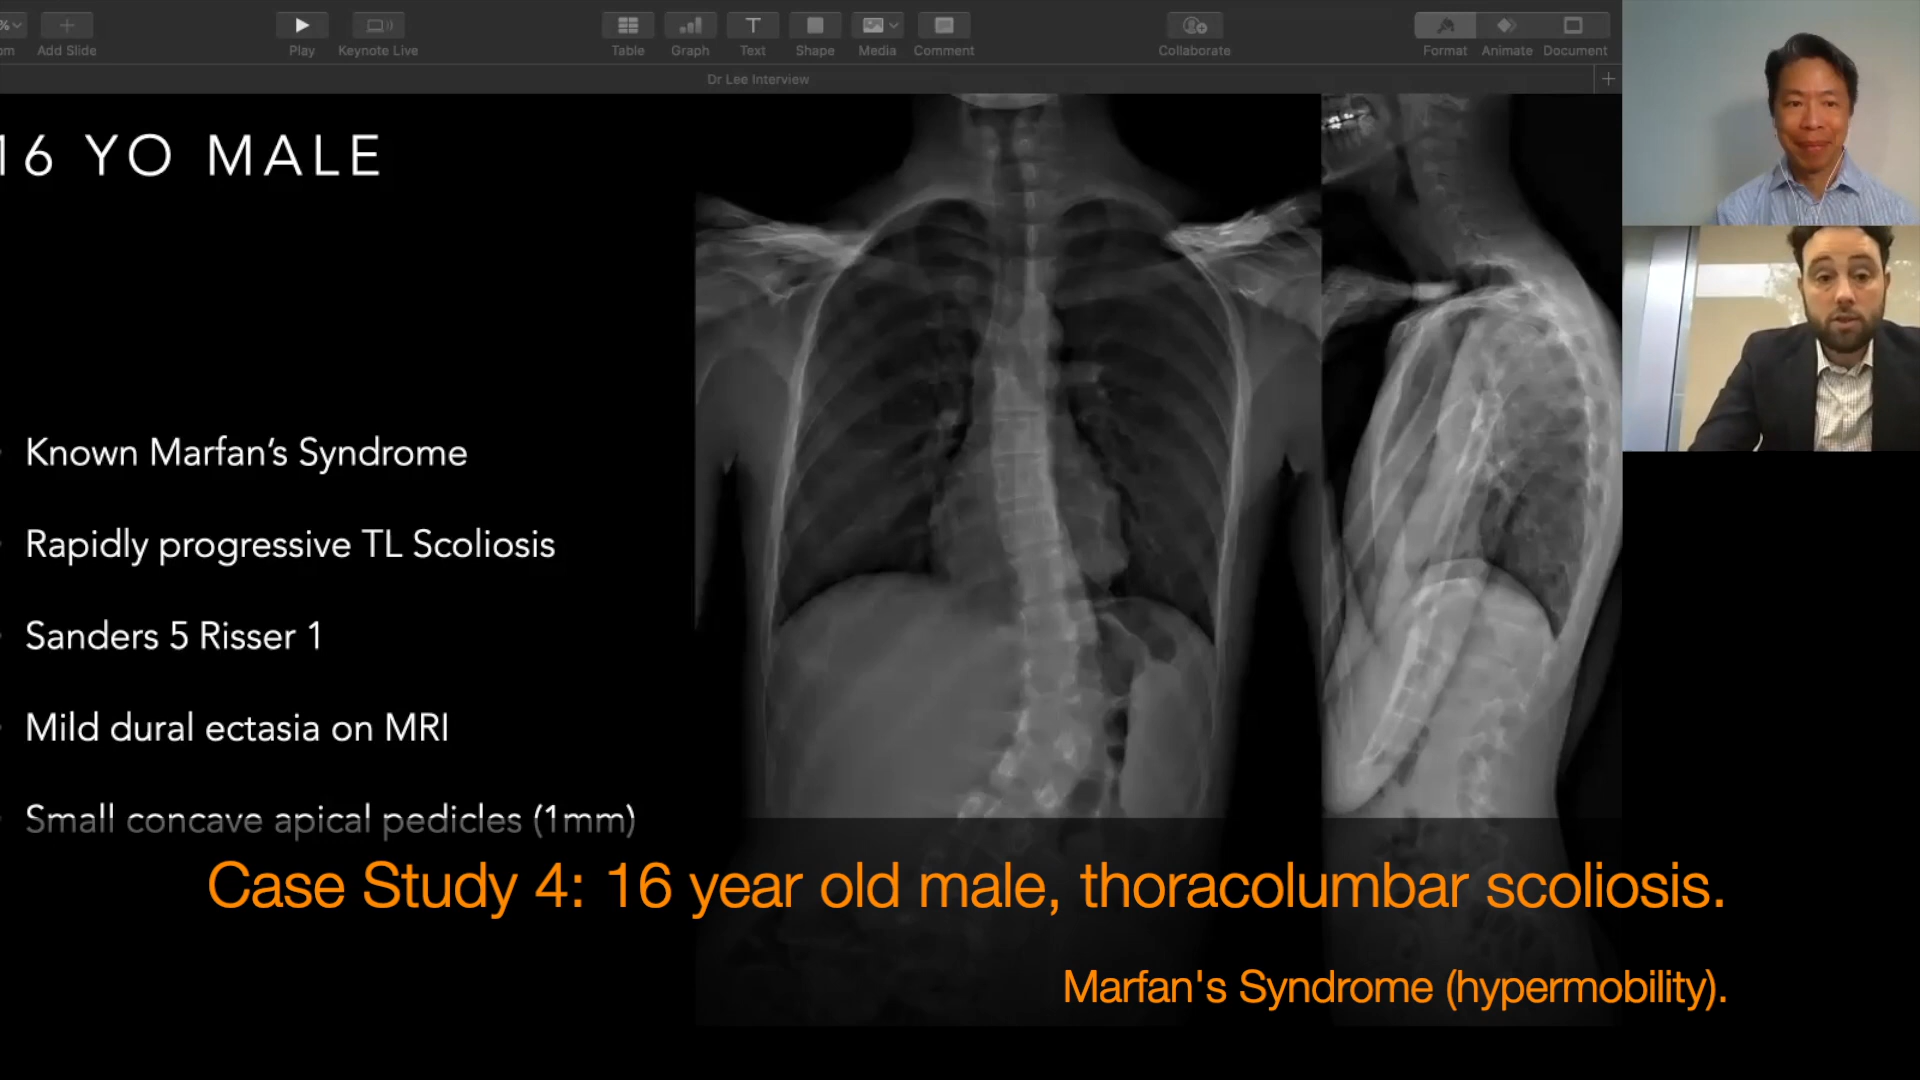 %
om
Add Slide
Play
Keynote Live
Table
Graph
Text
Shape
Media
Comment
Collaborate
Format
Animate
Document
Dr Lee Interview
16 YO MALE
Known Marfan’s Syndrome
Rapidly progressive TL Scoliosis
Sanders 5 Risser 1
Mild dural ectasia on MRI
Small concave apical pedicles (1mm)
Case Study 4: 16 year old male, thoracolumbar scoliosis.
Marfan's Syndrome (hypermobility).